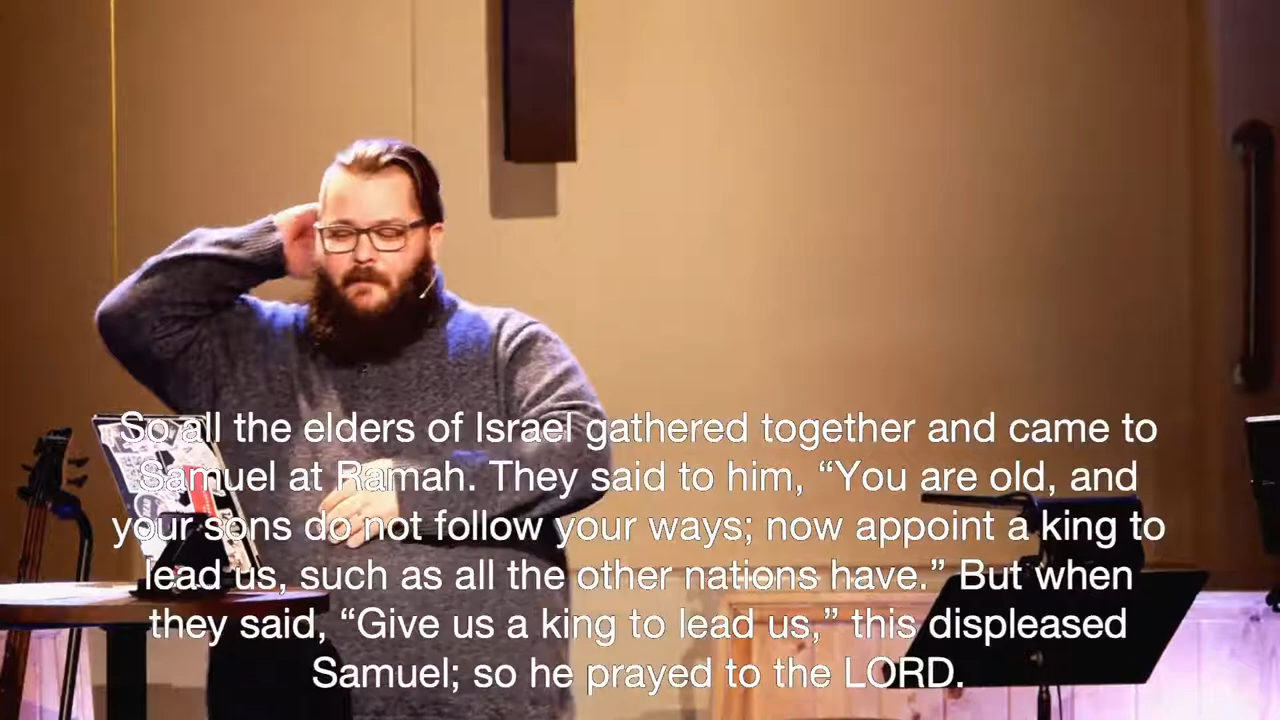 So all the elders of Israel gathered together and came to
Samuel at Ramah. They said to him, “You are old, and
your sons do not follow your ways; now appoint a king to
lead us, such as all the other nations have.” But when
they said, “Give us a king to lead us,” this displeased
Samuel; so he prayed to the LORD.